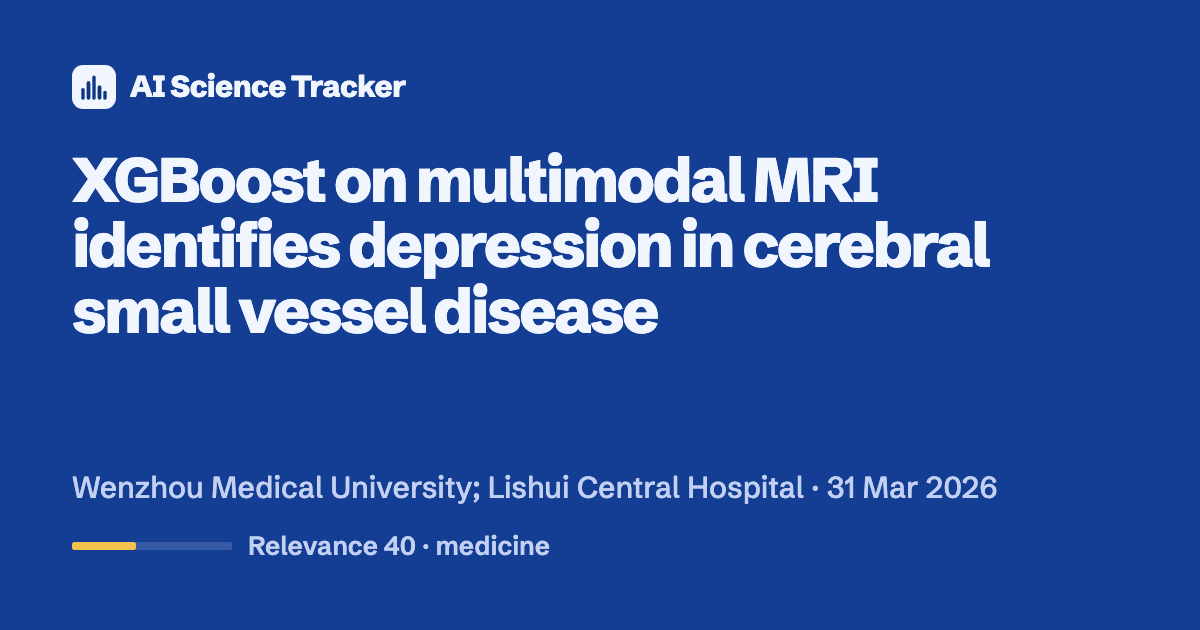 AI Science Tracker
XGBoost on multimodal MRI
identifies depression in cerebral
small vessel disease
Wenzhou Medical University; Lishui Central Hospital · 31 Mar 2026
Relevance 40 · medicine